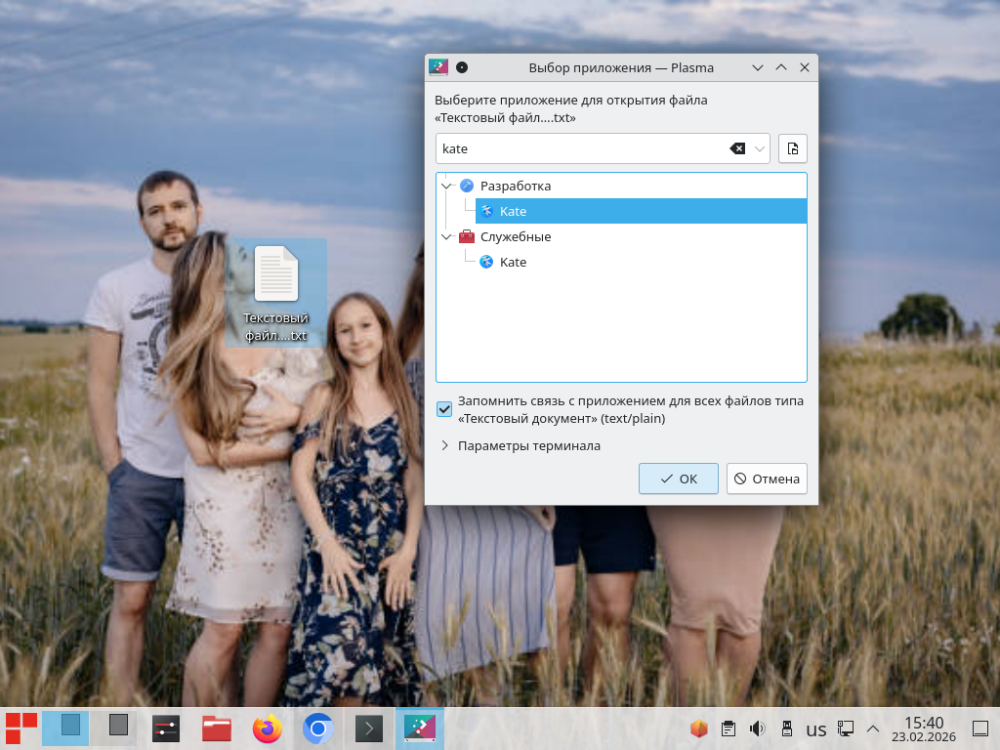 Выбор приложения — Plasma
Выберите приложение для открытия файла
«Текстовый файл....txt»
kate
Разработка
Kate
Служебные
Kate
Запомнить связь с приложением для всех файлов типа
«Текстовый документ» (text/plain)
Параметры терминала
ОК
Отмена
Текстовый
файл....txt
us
15:40
23.02.2026